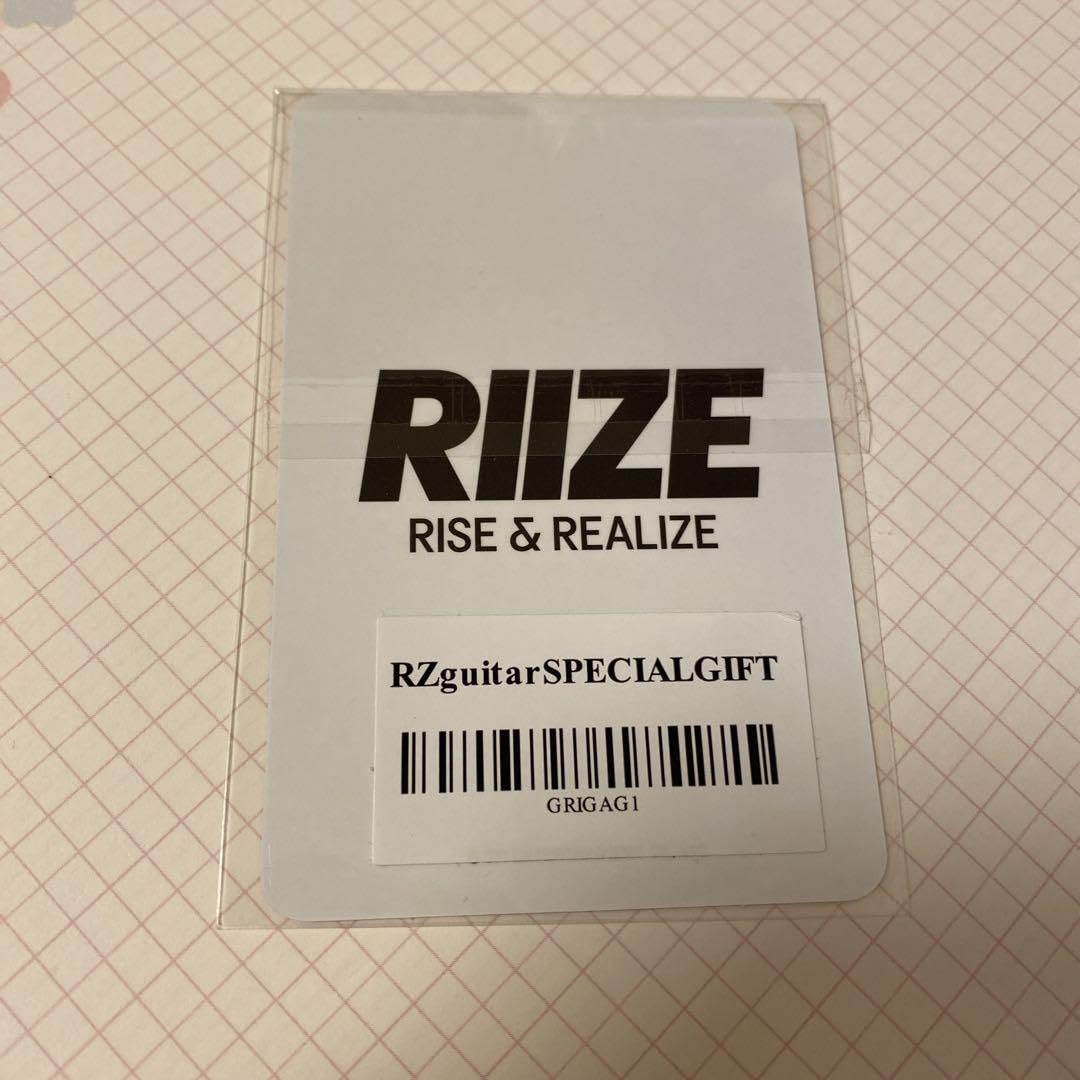 RIIZE
RISE & REALIZE
RZguitarSPECIALGIFT
GRIGAG1